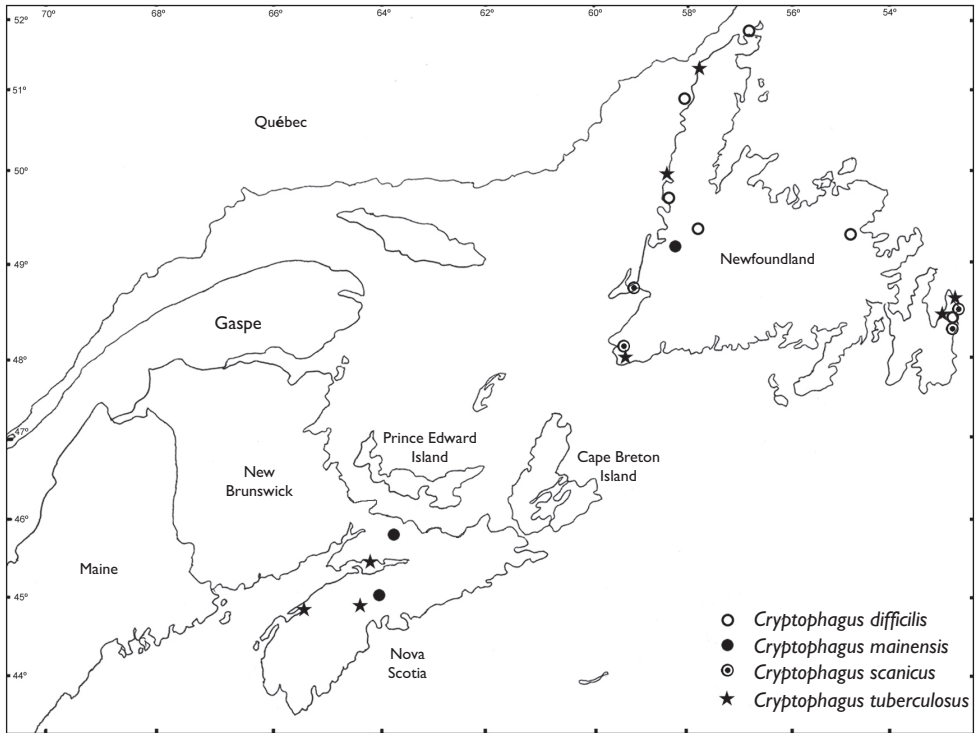 70° 68° 66° 64° 62° 60° 58° 56° 54°
52°
51°
Québec
50°
49°
Newfoundland
Gaspe
48°
47°
Prince Edward
Island
Cape Breton
Island
New
Brunswick
46°
Maine
45°
Nova
Scotia
44°
Cryptophagus difficilis
Cryptophagus mainensis
Cryptophagus scanicus
Cryptophagus tuberculosus